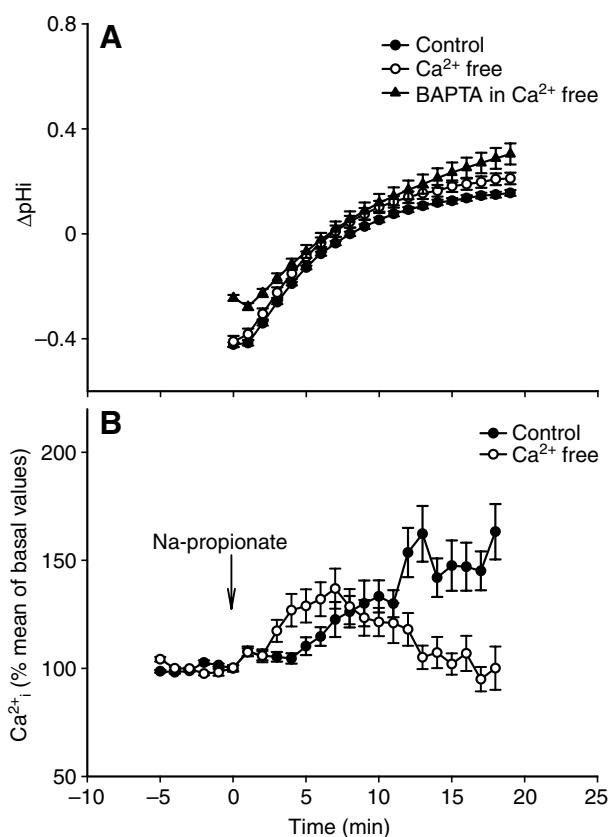 A
0.8
Control
Ca²⁺ free
BAPTA in Ca²⁺ free
0.4
ΔpHi
0
–0.4
B
200
Control
Ca²⁺ free
Na-propionate
150
Ca²⁺ᵢ (% mean of basal values)
100
50
–10 –5 0 5 10 15 20 25
Time (min)